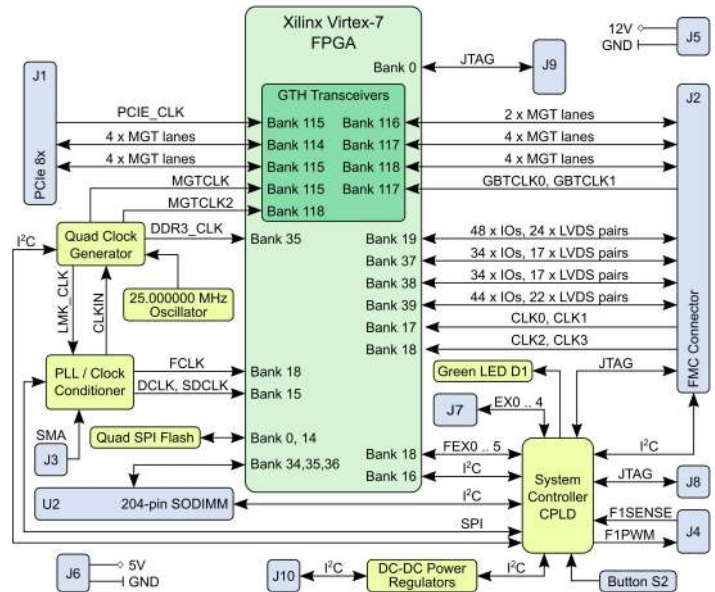 Xilinx Virtex-7
FPGA
12V
GND
J5
Bank 0
JTAG
J9
J1
PCIe 8x
J2
FMC Connector
GTH Transceivers
PCIE_CLK
Bank 115
Bank 116
2 x MGT lanes
4 x MGT lanes
Bank 114
Bank 117
4 x MGT lanes
4 x MGT lanes
Bank 115
Bank 118
4 x MGT lanes
MGTCLK
Bank 115
Bank 117
GBTCLK0, GBTCLK1
MGTCLK2
Bank 118
I²C
Quad Clock
Generator
DDR3_CLK
Bank 35
Bank 19
48 x IOs, 24 x LVDS pairs
Bank 37
34 x IOs, 17 x LVDS pairs
Bank 38
34 x IOs, 17 x LVDS pairs
Bank 39
44 x IOs, 22 x LVDS pairs
LMK_CLK
CLKIN
25.000000 MHz
Oscillator
Bank 17
CLK0, CLK1
Bank 18
CLK2, CLK3
PLL / Clock
Conditioner
FCLK
Bank 18
DCLK, SDCLK
Bank 15
Green LED D1
JTAG
J7
EX0 .. 4
SMA
J3
Quad SPI Flash
Bank 0, 14
Bank 18
FEX0 .. 5
I²C
Bank 34,35,36
Bank 16
I²C
System
Controller
CPLD
JTAG
J8
U2
204-pin SODIMM
I²C
SPI
F1SENSE
F1PWM
J4
J6
5V
GND
J10
I²C
DC-DC Power
Regulators
I²C
Button S2